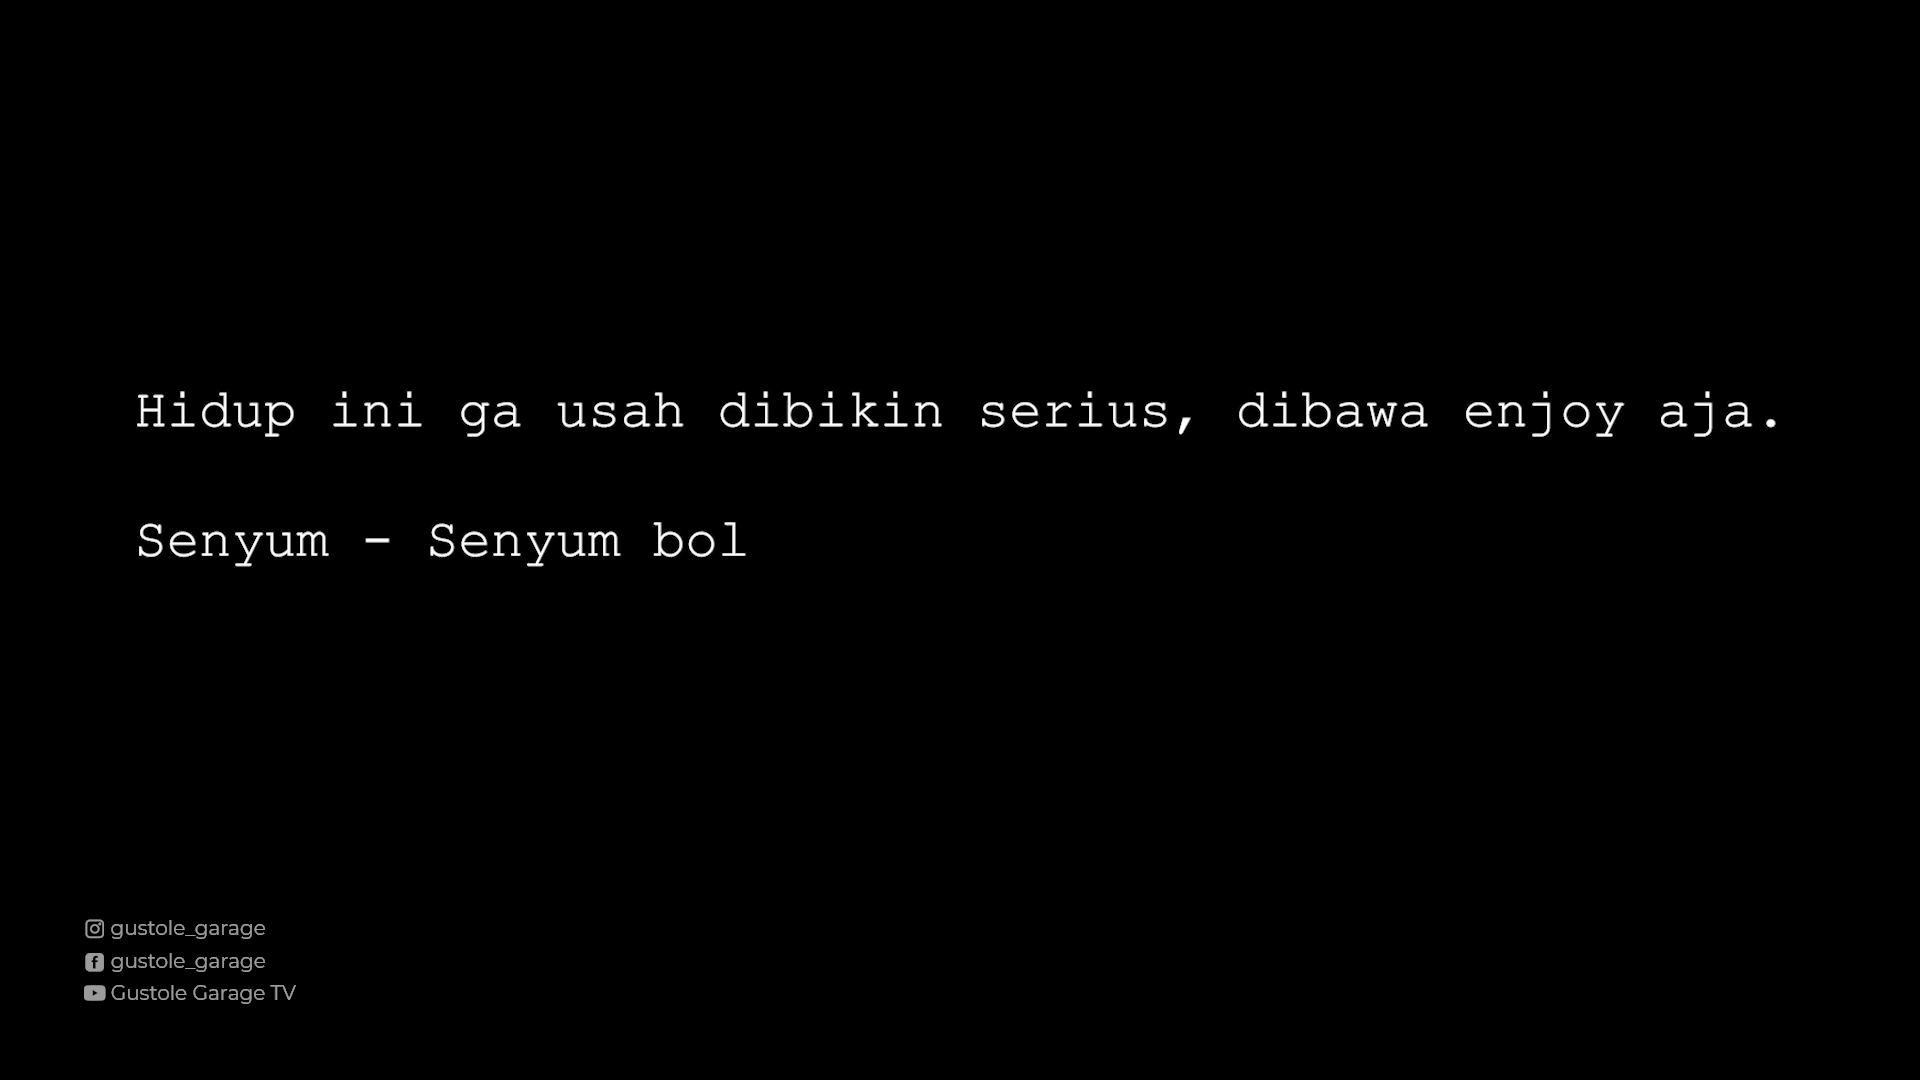 Hidup ini ga usah dibikin serius, dibawa enjoy aja.
Senyum - Senyum bol
gustole_garage
gustole_garage
Gustole Garage TV